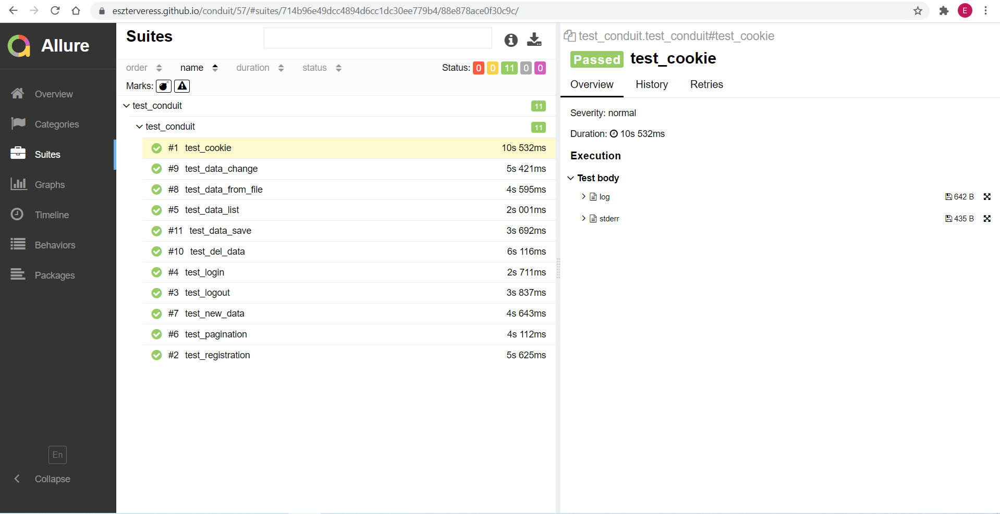 eszterveress.github.io/conduit/57/#suites/714b96e49dcc4894d6cc1dc30ee779b4/88e878ace0f30c9c/
E
Allure
Overview
Categories
Suites
Graphs
Timeline
Behaviors
Packages
En
Collapse
Suites
order name duration status Status: 0 0 11 0 0
Marks:
test_conduit 11
test_conduit 11
#1 test_cookie 10s 532ms
#9 test_data_change 5s 421ms
#8 test_data_from_file 4s 595ms
#5 test_data_list 2s 001ms
#11 test_data_save 3s 692ms
#10 test_del_data 6s 116ms
#4 test_login 2s 711ms
#3 test_logout 3s 837ms
#7 test_new_data 4s 643ms
#6 test_pagination 4s 112ms
#2 test_registration 5s 625ms
test_conduit.test_conduit#test_cookie
Passed test_cookie
Overview History Retries
Severity: normal
Duration: 10s 532ms
Execution
Test body
log 642 B
stderr 435 B